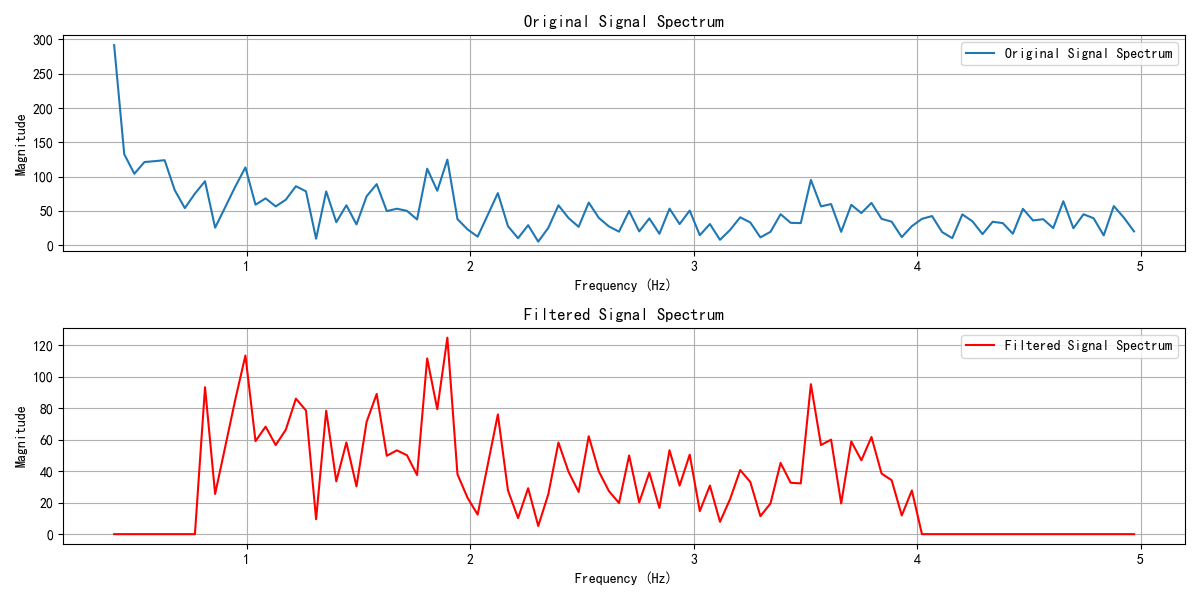 Original Signal Spectrum
300
250
200
150
100
50
0
Magnitude
Original Signal Spectrum
1 2 3 4 5
Frequency (Hz)
Filtered Signal Spectrum
120
100
80
60
40
20
0
Magnitude
Filtered Signal Spectrum
1 2 3 4 5
Frequency (Hz)